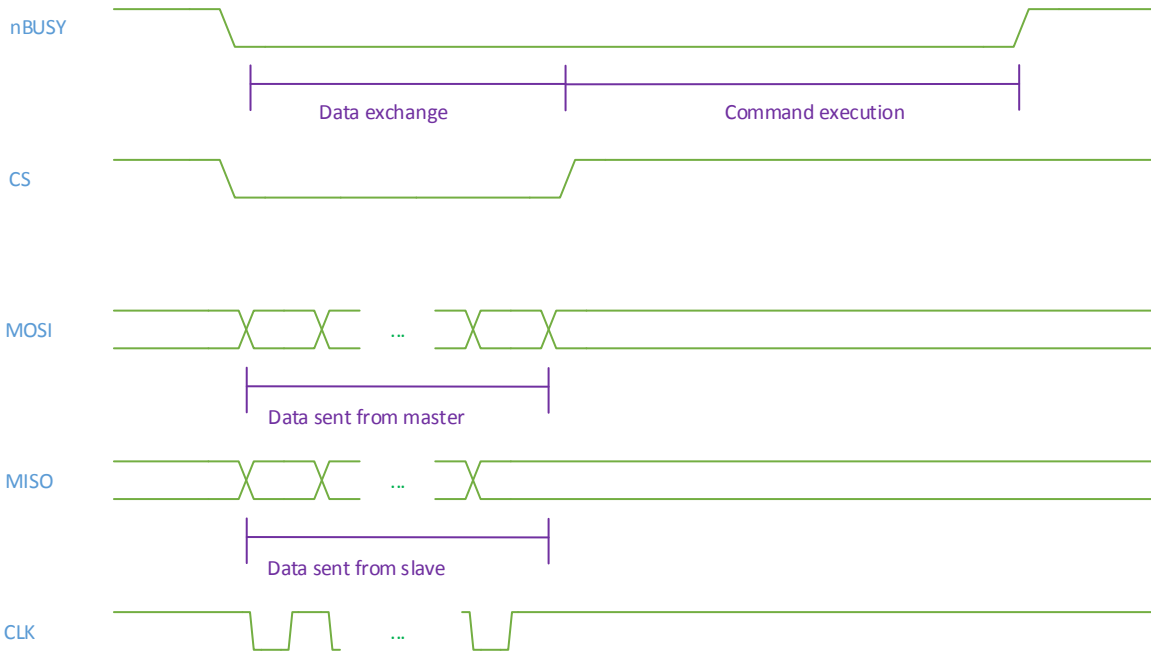 nBUSY
Data exchange
Command execution
CS
MOSI
...
Data sent from master
MISO
...
Data sent from slave
CLK
...